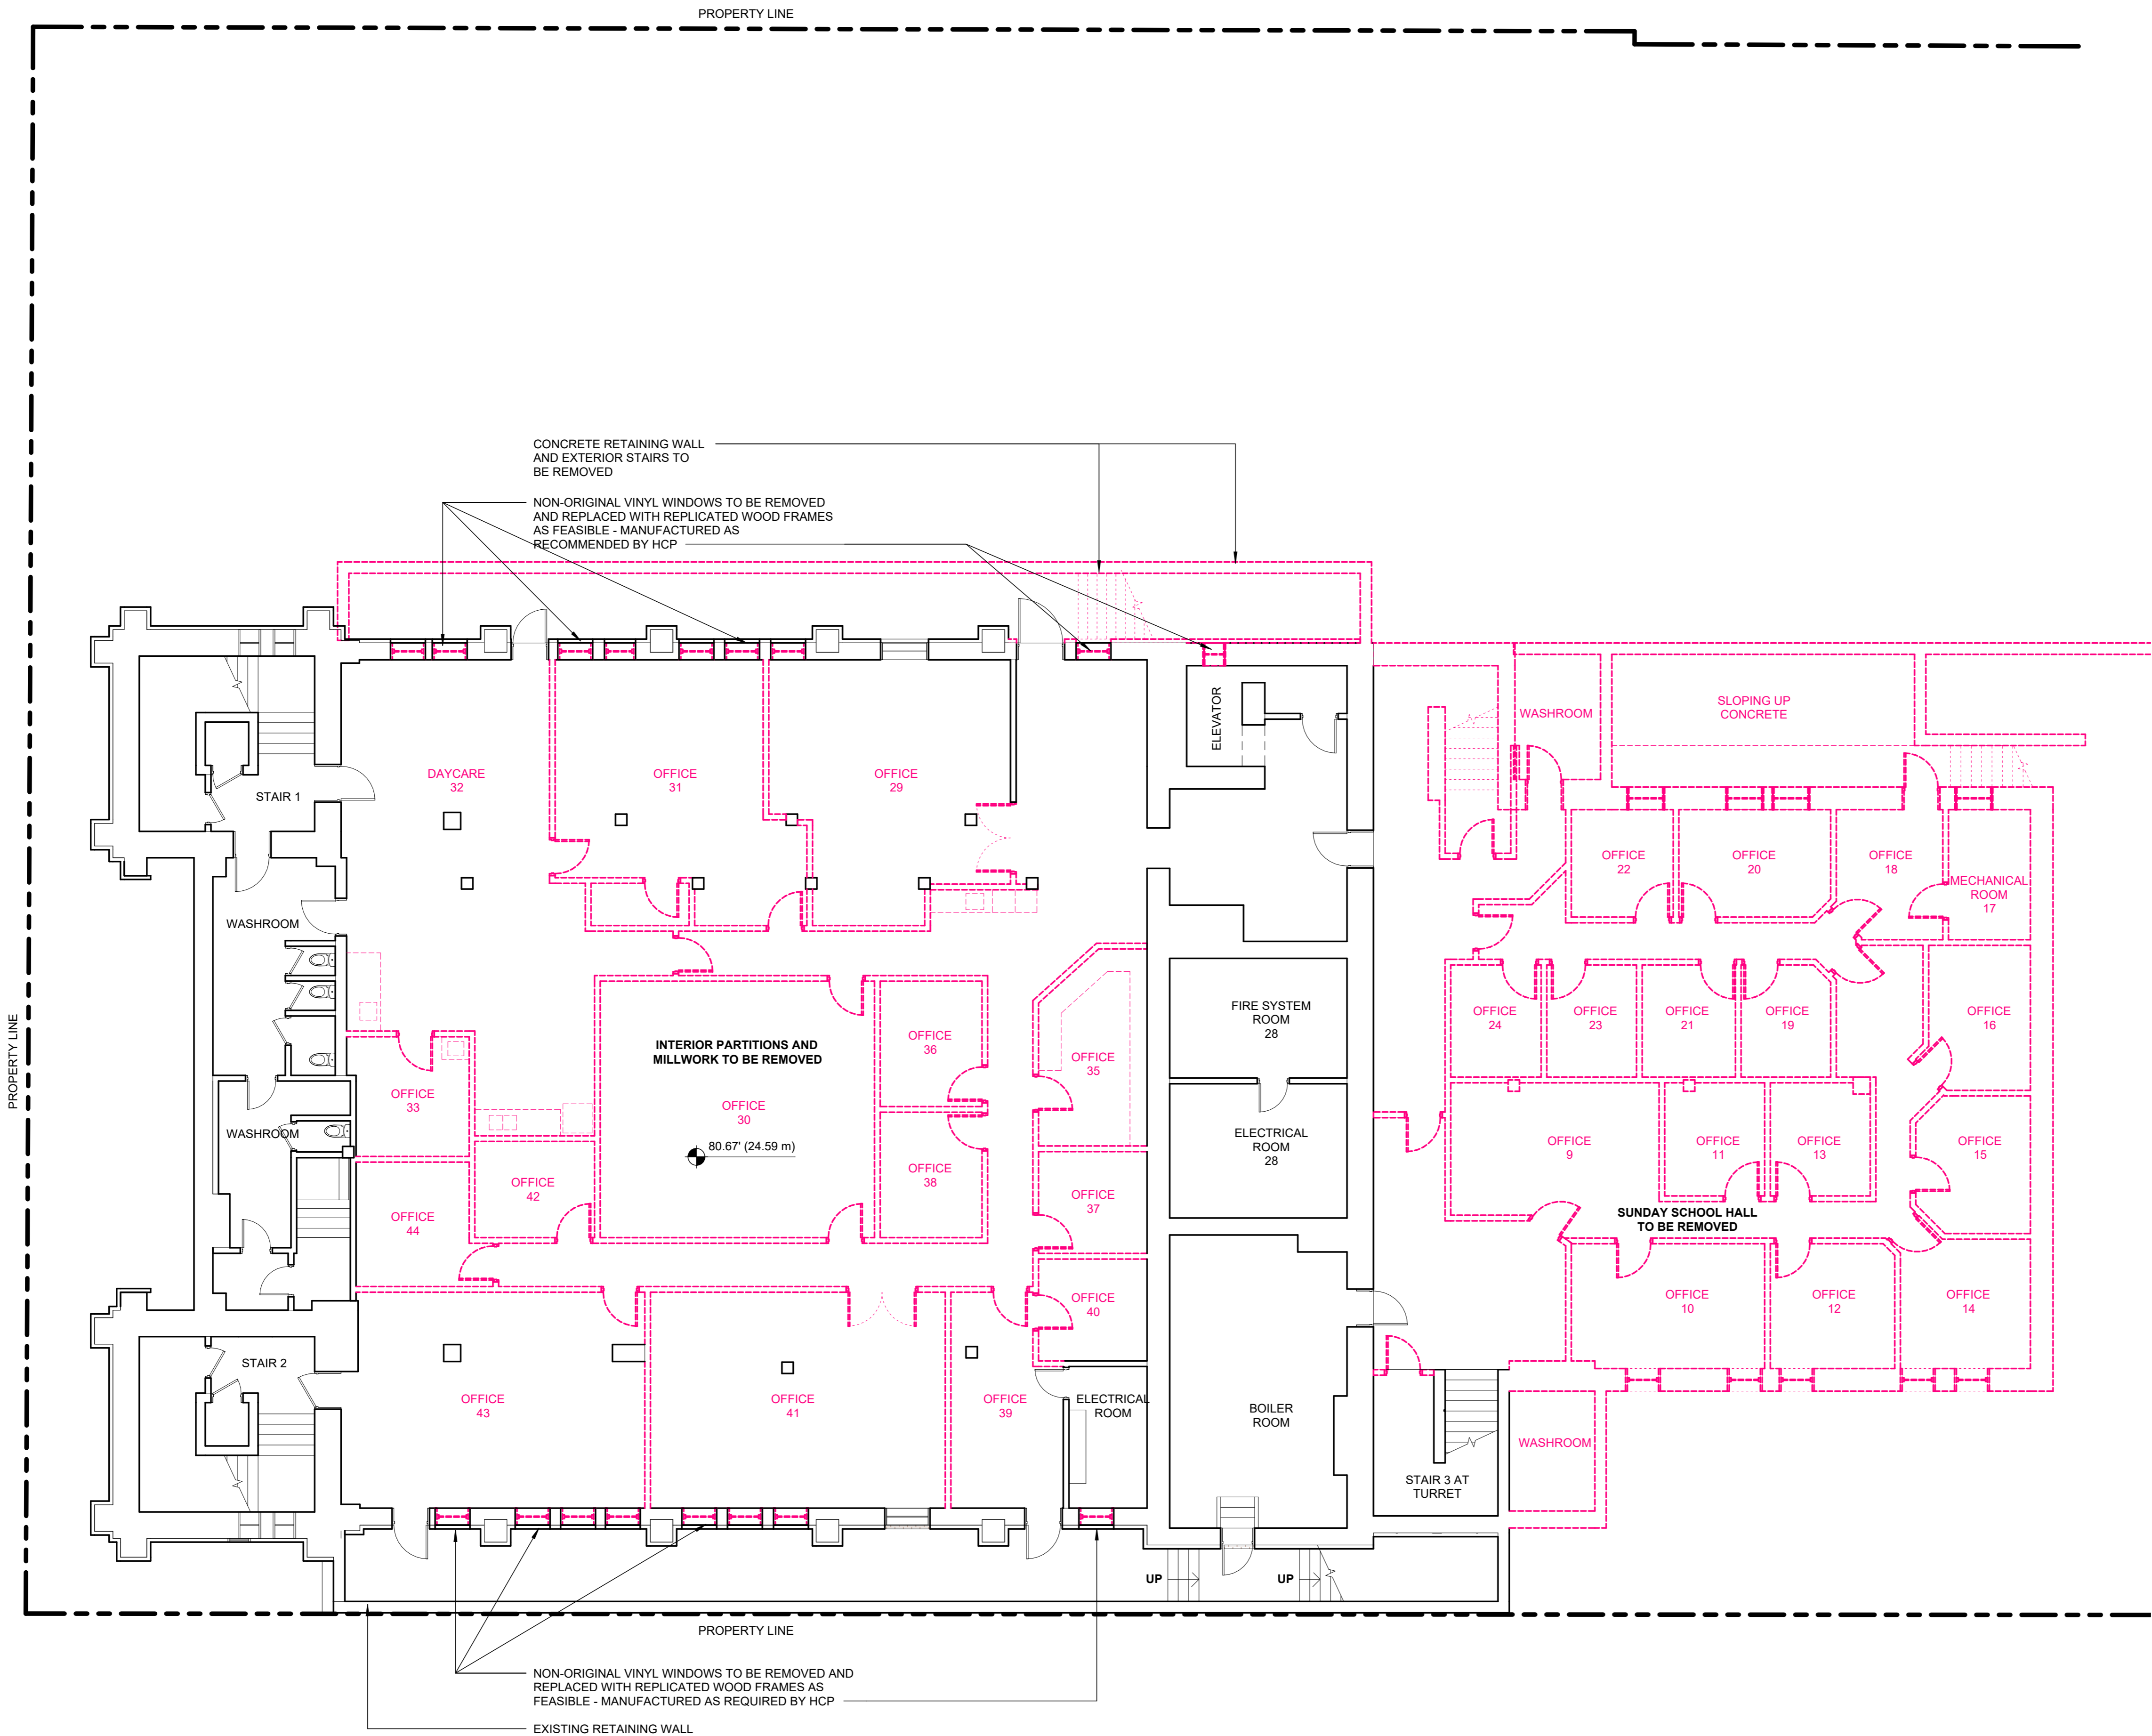 PROPERTY LINE
CONCRETE RETAINING WALL
AND EXTERIOR STAIRS TO
BE REMOVED
NON-ORIGINAL VINYL WINDOWS TO BE REMOVED
AND REPLACED WITH REPLICATED WOOD FRAMES
AS FEASIBLE - MANUFACTURED AS
RECOMMENDED BY HCP
ELEVATOR
WASHROOM
SLOPING UP
CONCRETE
DAYCARE
32
OFFICE
31
OFFICE
29
STAIR 1
OFFICE
22
OFFICE
20
OFFICE
18
MECHANICAL
ROOM
17
WASHROOM
FIRE SYSTEM
ROOM
28
OFFICE
24
OFFICE
23
OFFICE
21
OFFICE
19
OFFICE
16
PROPERTY LINE
INTERIOR PARTITIONS AND
MILLWORK TO BE REMOVED
OFFICE
36
OFFICE
35
OFFICE
33
OFFICE
30
80.67' (24.59 m)
WASHROOM
ELECTRICAL
ROOM
28
OFFICE
9
OFFICE
11
OFFICE
13
OFFICE
15
OFFICE
38
OFFICE
42
OFFICE
37
OFFICE
44
SUNDAY SCHOOL HALL
TO BE REMOVED
OFFICE
40
OFFICE
10
OFFICE
12
OFFICE
14
STAIR 2
OFFICE
43
OFFICE
41
OFFICE
39
ELECTRICAL
ROOM
BOILER
ROOM
WASHROOM
STAIR 3 AT
TURRET
UP
UP
PROPERTY LINE
NON-ORIGINAL VINYL WINDOWS TO BE REMOVED AND
REPLACED WITH REPLICATED WOOD FRAMES AS
FEASIBLE - MANUFACTURED AS REQUIRED BY HCP
EXISTING RETAINING WALL